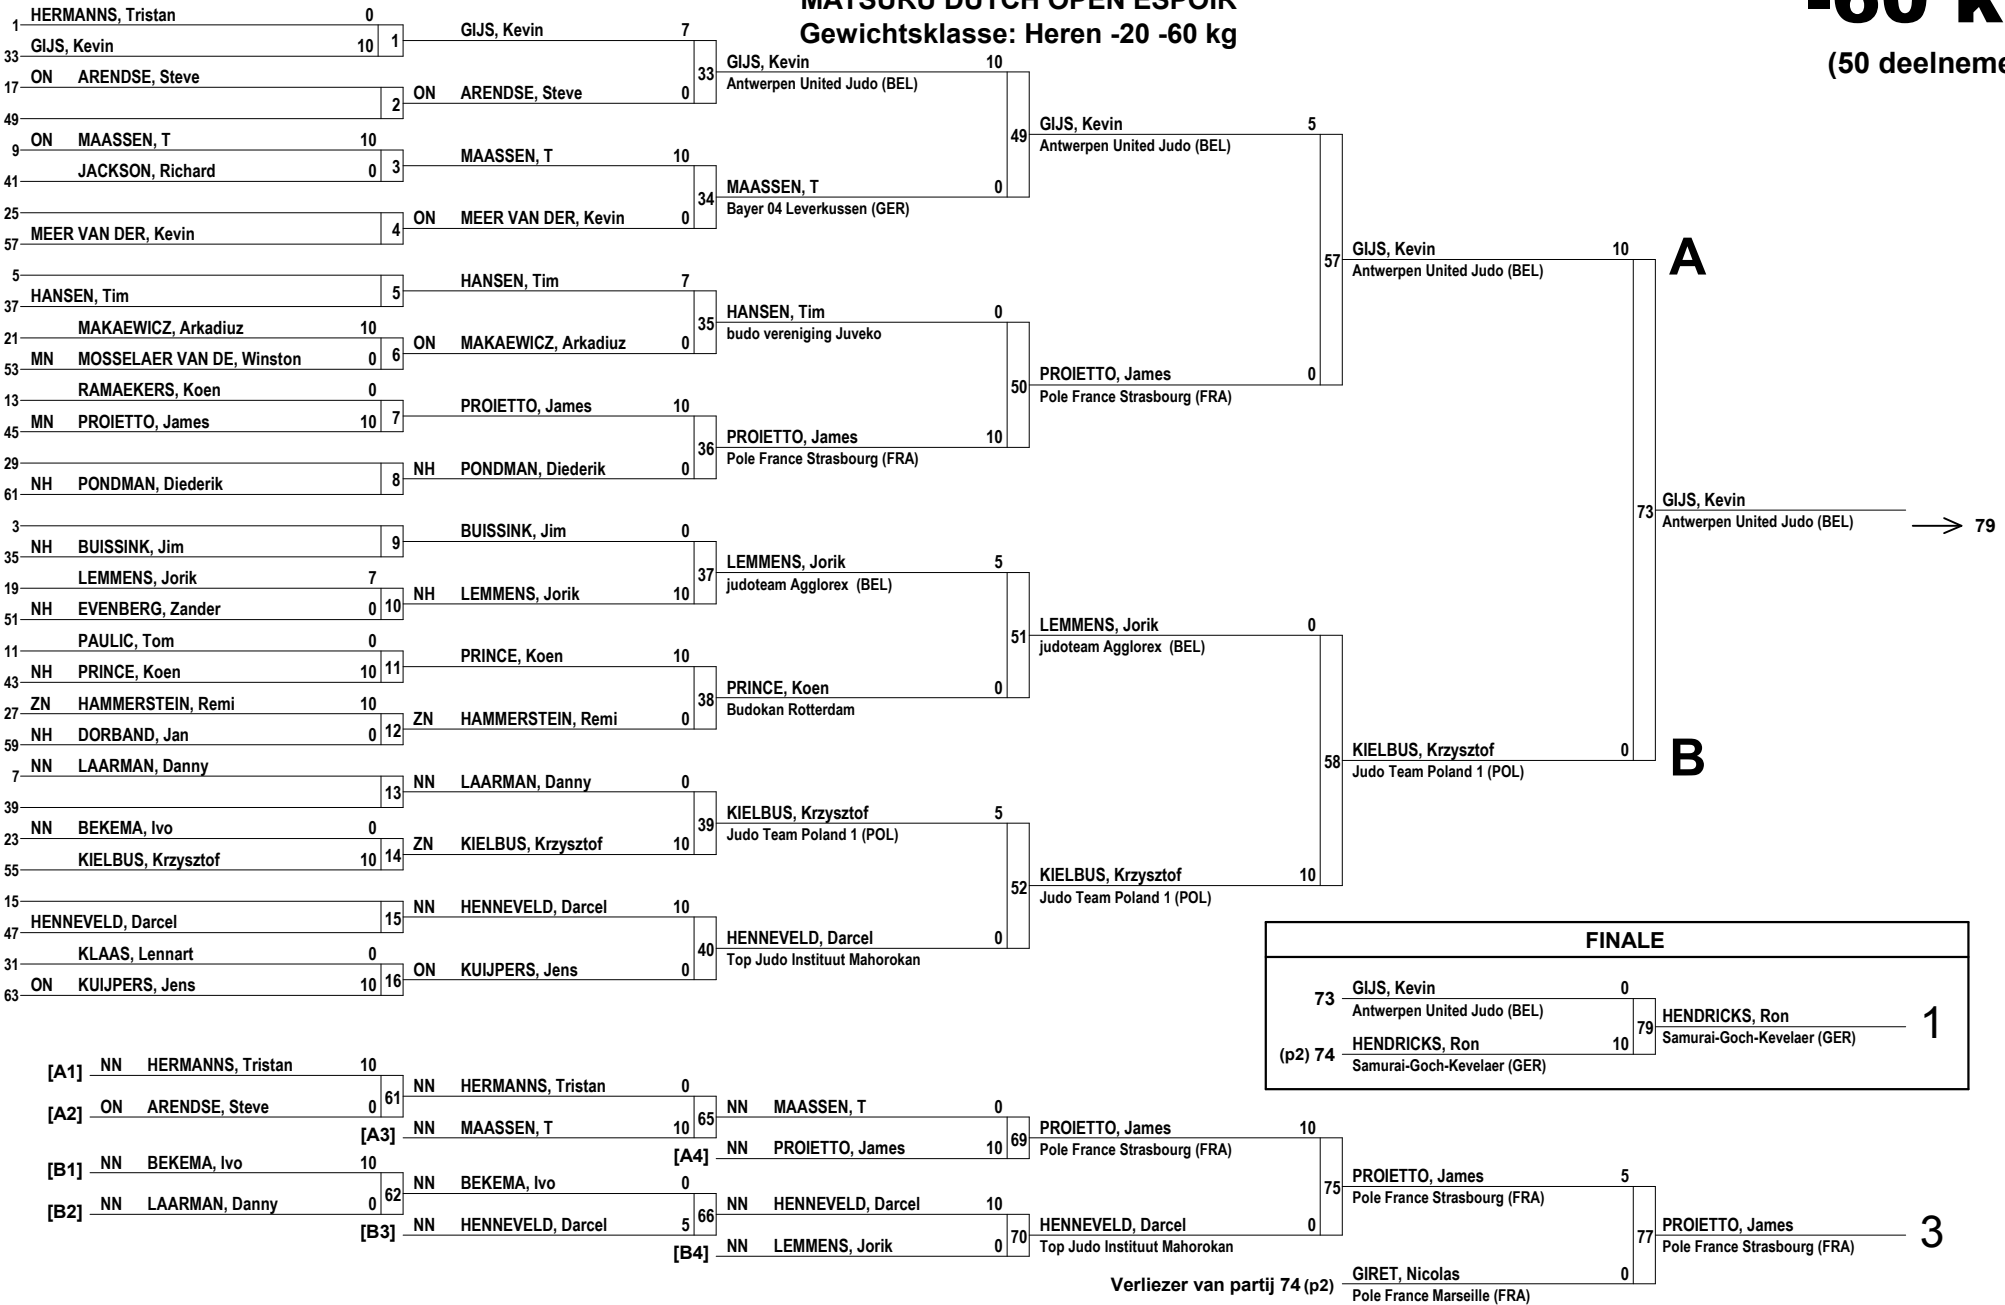 MATSURU DUTCH OPEN ESPOIR
Gewichtsklasse: Heren -20 -60 kg
-60 k
(50 deelneme
1 HERMANNS, Tristan 0
33 GIJS, Kevin 10
1
17 ON ARENDSE, Steve
49
2
9 ON MAASSEN, T 10
41 JACKSON, Richard 0
3
25
57 MEER VAN DER, Kevin
4
5
37 HANSEN, Tim
5
21 MAKAEWICZ, Arkadiuz 10
53 MN MOSSELAER VAN DE, Winston 0
6
13 RAMAEKERS, Koen 0
45 MN PROIETTO, James 10
7
29
61 NH PONDMAN, Diederik
8
3
35 NH BUISSINK, Jim
9
19 LEMMENS, Jorik 7
51 NH EVENBERG, Zander 0
10
11 PAULIC, Tom 0
43 NH PRINCE, Koen 10
11
27 ZN HAMMERSTEIN, Remi 10
59 NH DORBAND, Jan 0
12
7 NN LAARMAN, Danny
39
13
23 NN BEKEMA, Ivo 0
55 KIELBUS, Krzysztof 10
14
15
47 HENNEVELD, Darcel
15
31 KLAAS, Lennart 0
63 ON KUIJPERS, Jens 10
16
GIJS, Kevin 7
ON ARENDSE, Steve 0
33
MAASSEN, T 10
ON MEER VAN DER, Kevin 0
34
HANSEN, Tim 7
ON MAKAEWICZ, Arkadiuz 0
35
PROIETTO, James 10
NH PONDMAN, Diederik 0
36
BUISSINK, Jim 0
NH LEMMENS, Jorik 10
37
PRINCE, Koen 10
ZN HAMMERSTEIN, Remi 0
38
NN LAARMAN, Danny 0
ZN KIELBUS, Krzysztof 10
39
NN HENNEVELD, Darcel 10
ON KUIJPERS, Jens 0
40
GIJS, Kevin 10
Antwerpen United Judo (BEL)
49
MAASSEN, T 0
Bayer 04 Leverkussen (GER)
HANSEN, Tim 0
budo vereniging Juveko
50
PROIETTO, James 10
Pole France Strasbourg (FRA)
LEMMENS, Jorik 5
judoteam Agglorex (BEL)
51
PRINCE, Koen 0
Budokan Rotterdam
KIELBUS, Krzysztof 5
Judo Team Poland 1 (POL)
52
HENNEVELD, Darcel 0
Top Judo Instituut Mahorokan
GIJS, Kevin 5
Antwerpen United Judo (BEL)
57
PROIETTO, James 0
Pole France Strasbourg (FRA)
LEMMENS, Jorik 0
judoteam Agglorex (BEL)
58
KIELBUS, Krzysztof 10
Judo Team Poland 1 (POL)
GIJS, Kevin 10
Antwerpen United Judo (BEL)
A
73
KIELBUS, Krzysztof 0
Judo Team Poland 1 (POL)
B
GIJS, Kevin
Antwerpen United Judo (BEL)
79
FINALE
73 GIJS, Kevin 0
Antwerpen United Judo (BEL)
(p2) 74 HENDRICKS, Ron 10
Samurai-Goch-Kevelaer (GER)
79
HENDRICKS, Ron
Samurai-Goch-Kevelaer (GER)
1
[A1] NN HERMANNS, Tristan 10
[A2] ON ARENDSE, Steve 0
61
NN HERMANNS, Tristan 0
[A3] NN MAASSEN, T 10
65
NN MAASSEN, T 0
[A4] NN PROIETTO, James 10
69
[B1] NN BEKEMA, Ivo 10
[B2] NN LAARMAN, Danny 0
62
NN BEKEMA, Ivo 0
[B3] NN HENNEVELD, Darcel 5
66
NN HENNEVELD, Darcel 10
[B4] NN LEMMENS, Jorik 0
70
PROIETTO, James 10
Pole France Strasbourg (FRA)
75
HENNEVELD, Darcel 0
Top Judo Instituut Mahorokan
PROIETTO, James 5
Pole France Strasbourg (FRA)
77
Verliezer van partij 74 (p2) GIRET, Nicolas 0
Pole France Marseille (FRA)
PROIETTO, James
Pole France Strasbourg (FRA)
3